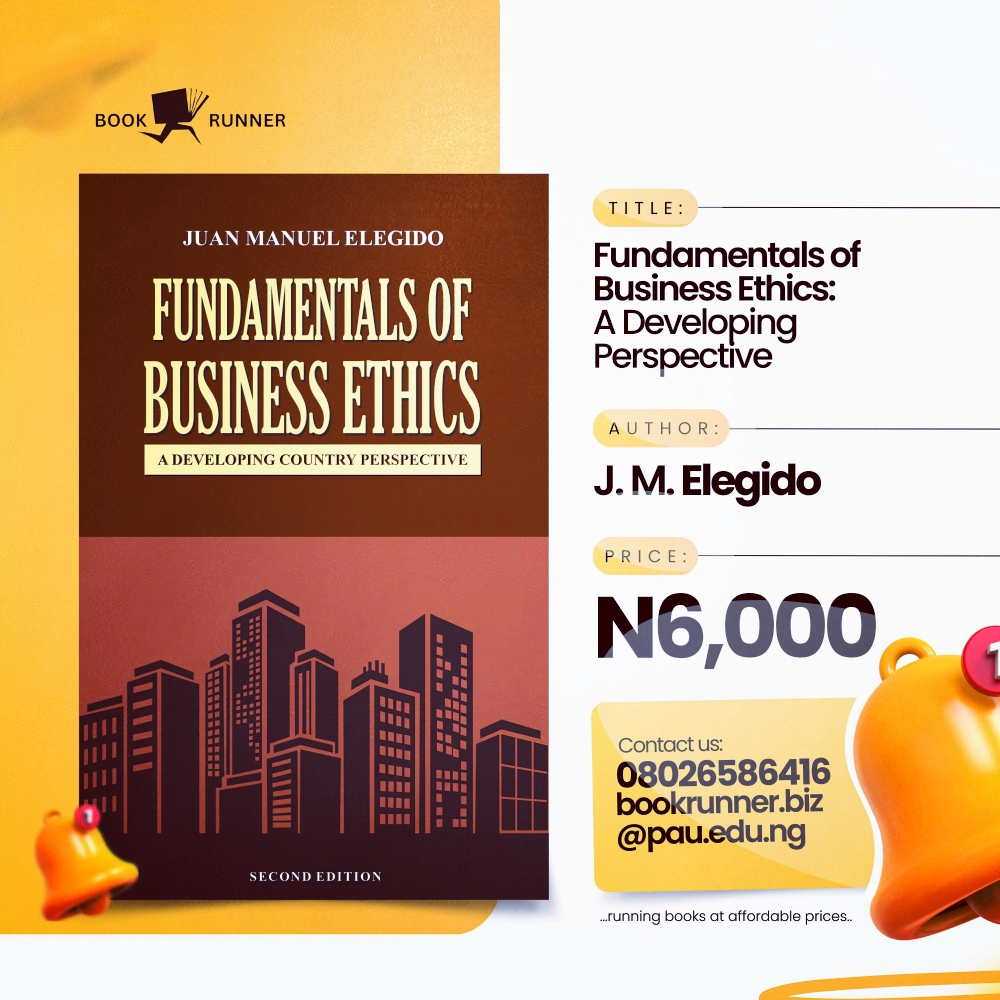 BOOK RUNNER
JUAN MANUEL ELEGIDO
FUNDAMENTALS OF
BUSINESS ETHICS
A DEVELOPING COUNTRY PERSPECTIVE
SECOND EDITION
1
TITLE:
Fundamentals of
Business Ethics:
A Developing
Perspective
AUTHOR:
J. M. Elegido
PRICE:
N6,000
1
Contact us:
08026586416
bookrunner.biz
@pau.edu.ng
...running books at affordable prices..